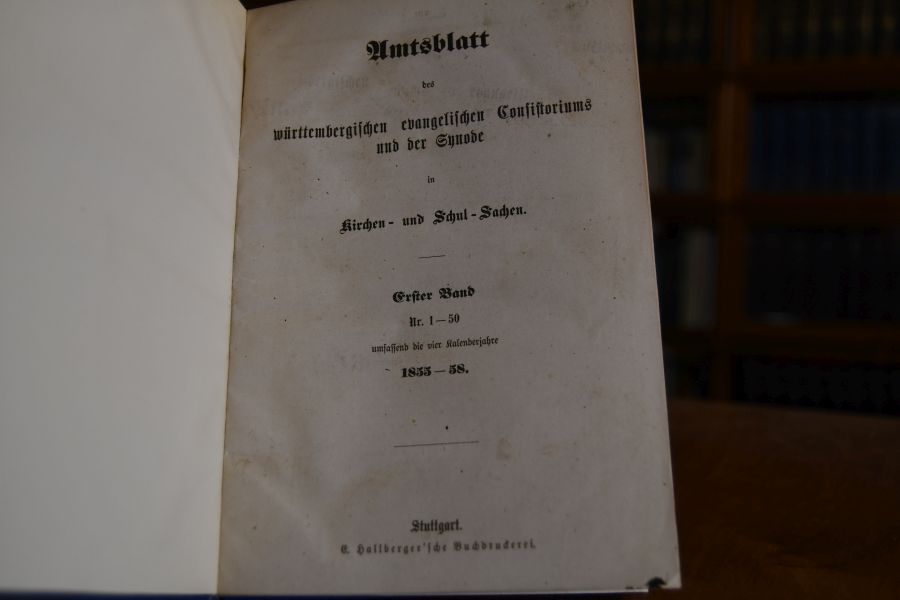 Amtsblatt
des
württembergischen evangelischen Consistoriums
und der Synode
in
Kirchen- und Schul-Sachen.
Erster Band
Nr. 1—50
umfassend die vier Kalenderjahre
1855—58.
Stuttgart.
E. Hallberger'sche Buchdruckerei.